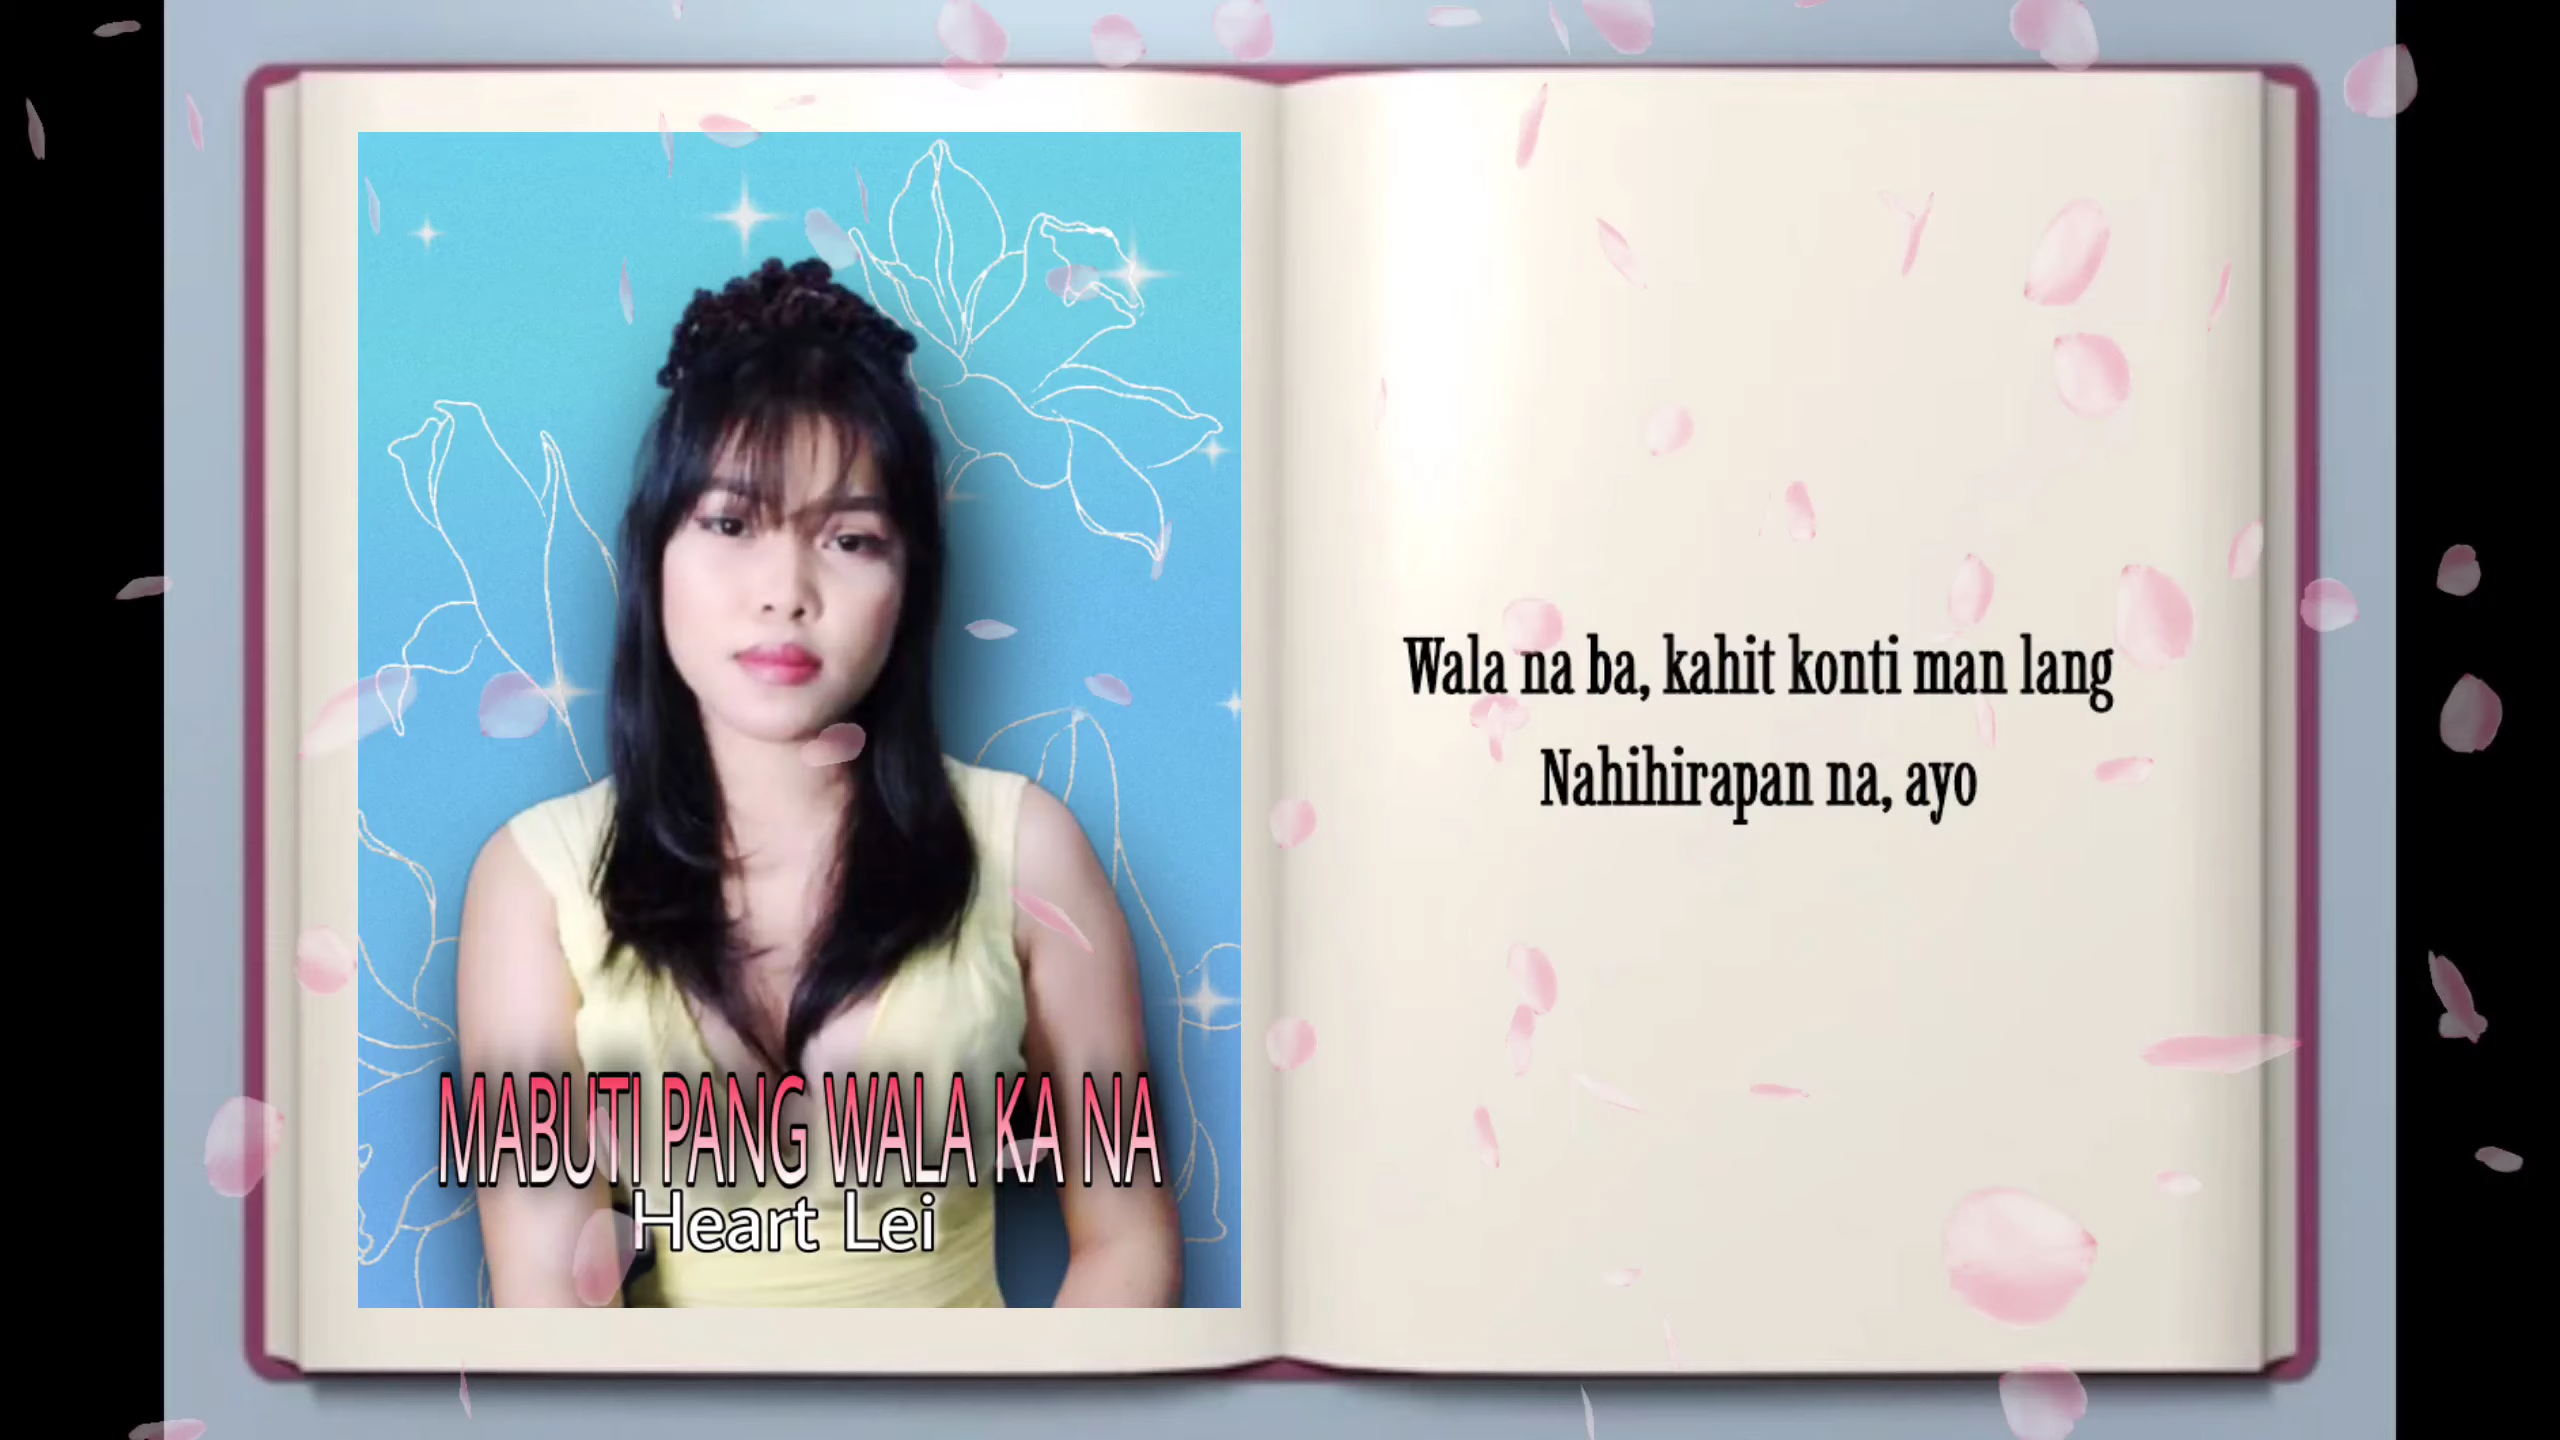 MABUTI PANG WALA KA NA
Heart Lei
Wala na ba, kahit konti man lang
Nahihirapan na, ayo